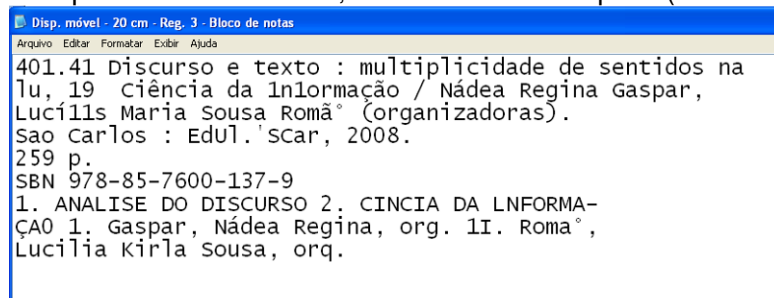 Disp. móvel - 20 cm - Reg. 3 - Bloco de notas
Arquivo Editar Formatar Exibir Ajuda
401.41 Discurso e texto : multiplicidade de sentidos na
lu, 19  Ciência da 1n1ormação / Nádea Regina Gaspar,
Lucí11s Maria Sousa Romã° (organizadoras).
Sao Carlos : EdUl.'SCar, 2008.
259 p.
SBN 978-85-7600-137-9
1. ANALISE DO DISCURSO 2. CINCIA DA LNFORMA-
ÇA0 1. Gaspar, Nádea Regina, org. 1I. Roma°,
Lucilia Kirla Sousa, orq.